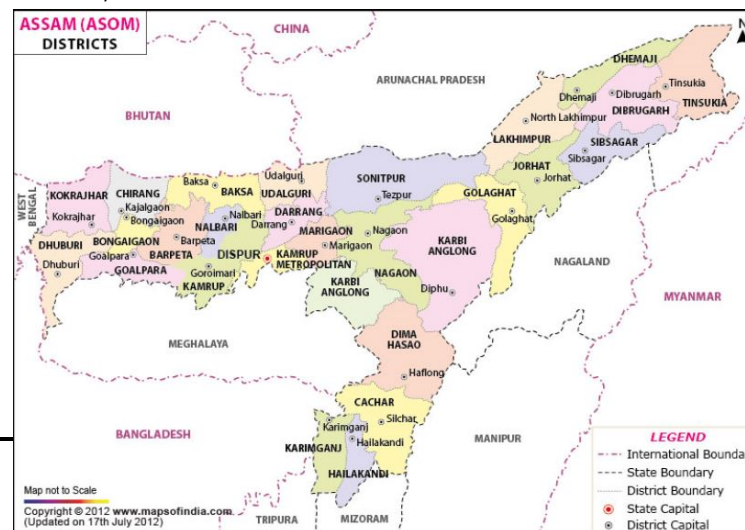 ASSAM (ASOM)
DISTRICTS
CHINA
N
ARUNACHAL PRADESH
BHUTAN
DHEMAJI
Dhemaji
Tinsukia
TINSUKIA
Dibrugarh
DIBRUGARH
North Lakhimpur
LAKHIMPUR
SIBSAGAR
Sibsagar
JORHAT
Jorhat
WEST
BENGAL
KOKRAJHAR
Kokrajhar
CHIRANG
Kajalgaon
Bongaigaon
BONGAIGAON
Baksa
BAKSA
Udalguri
UDALGURI
SONITPUR
Tezpur
GOLAGHAT
Golaghat
DHUBURI
Dhuburi
Goalpara
GOALPARA
Barpeta
BARPETA
Nalbari
NALBARI
DARRANG
Darrang
MARIGAON
Marigaon
Nagaon
NAGAON
DISPUR
Goroimari
KAMRUP
KAMRUP
METROPOLITAN
KARBI
ANGLONG
KARBI
ANGLONG
Diphu
NAGALAND
MYANMAR
MEGHALAYA
DIMA
HASAO
Haflong
CACHAR
Silchar
Karimganj
KARIMGANJ
Hailakandi
HAILAKANDI
BANGLADESH
MANIPUR
TRIPURA
MIZORAM
LEGEND
International Bounda
State Boundary
District Boundary
State Capital
District Capital
Map not to Scale
Copyright © 2012 www.mapsofindia.com
(Updated on 17th July 2012)